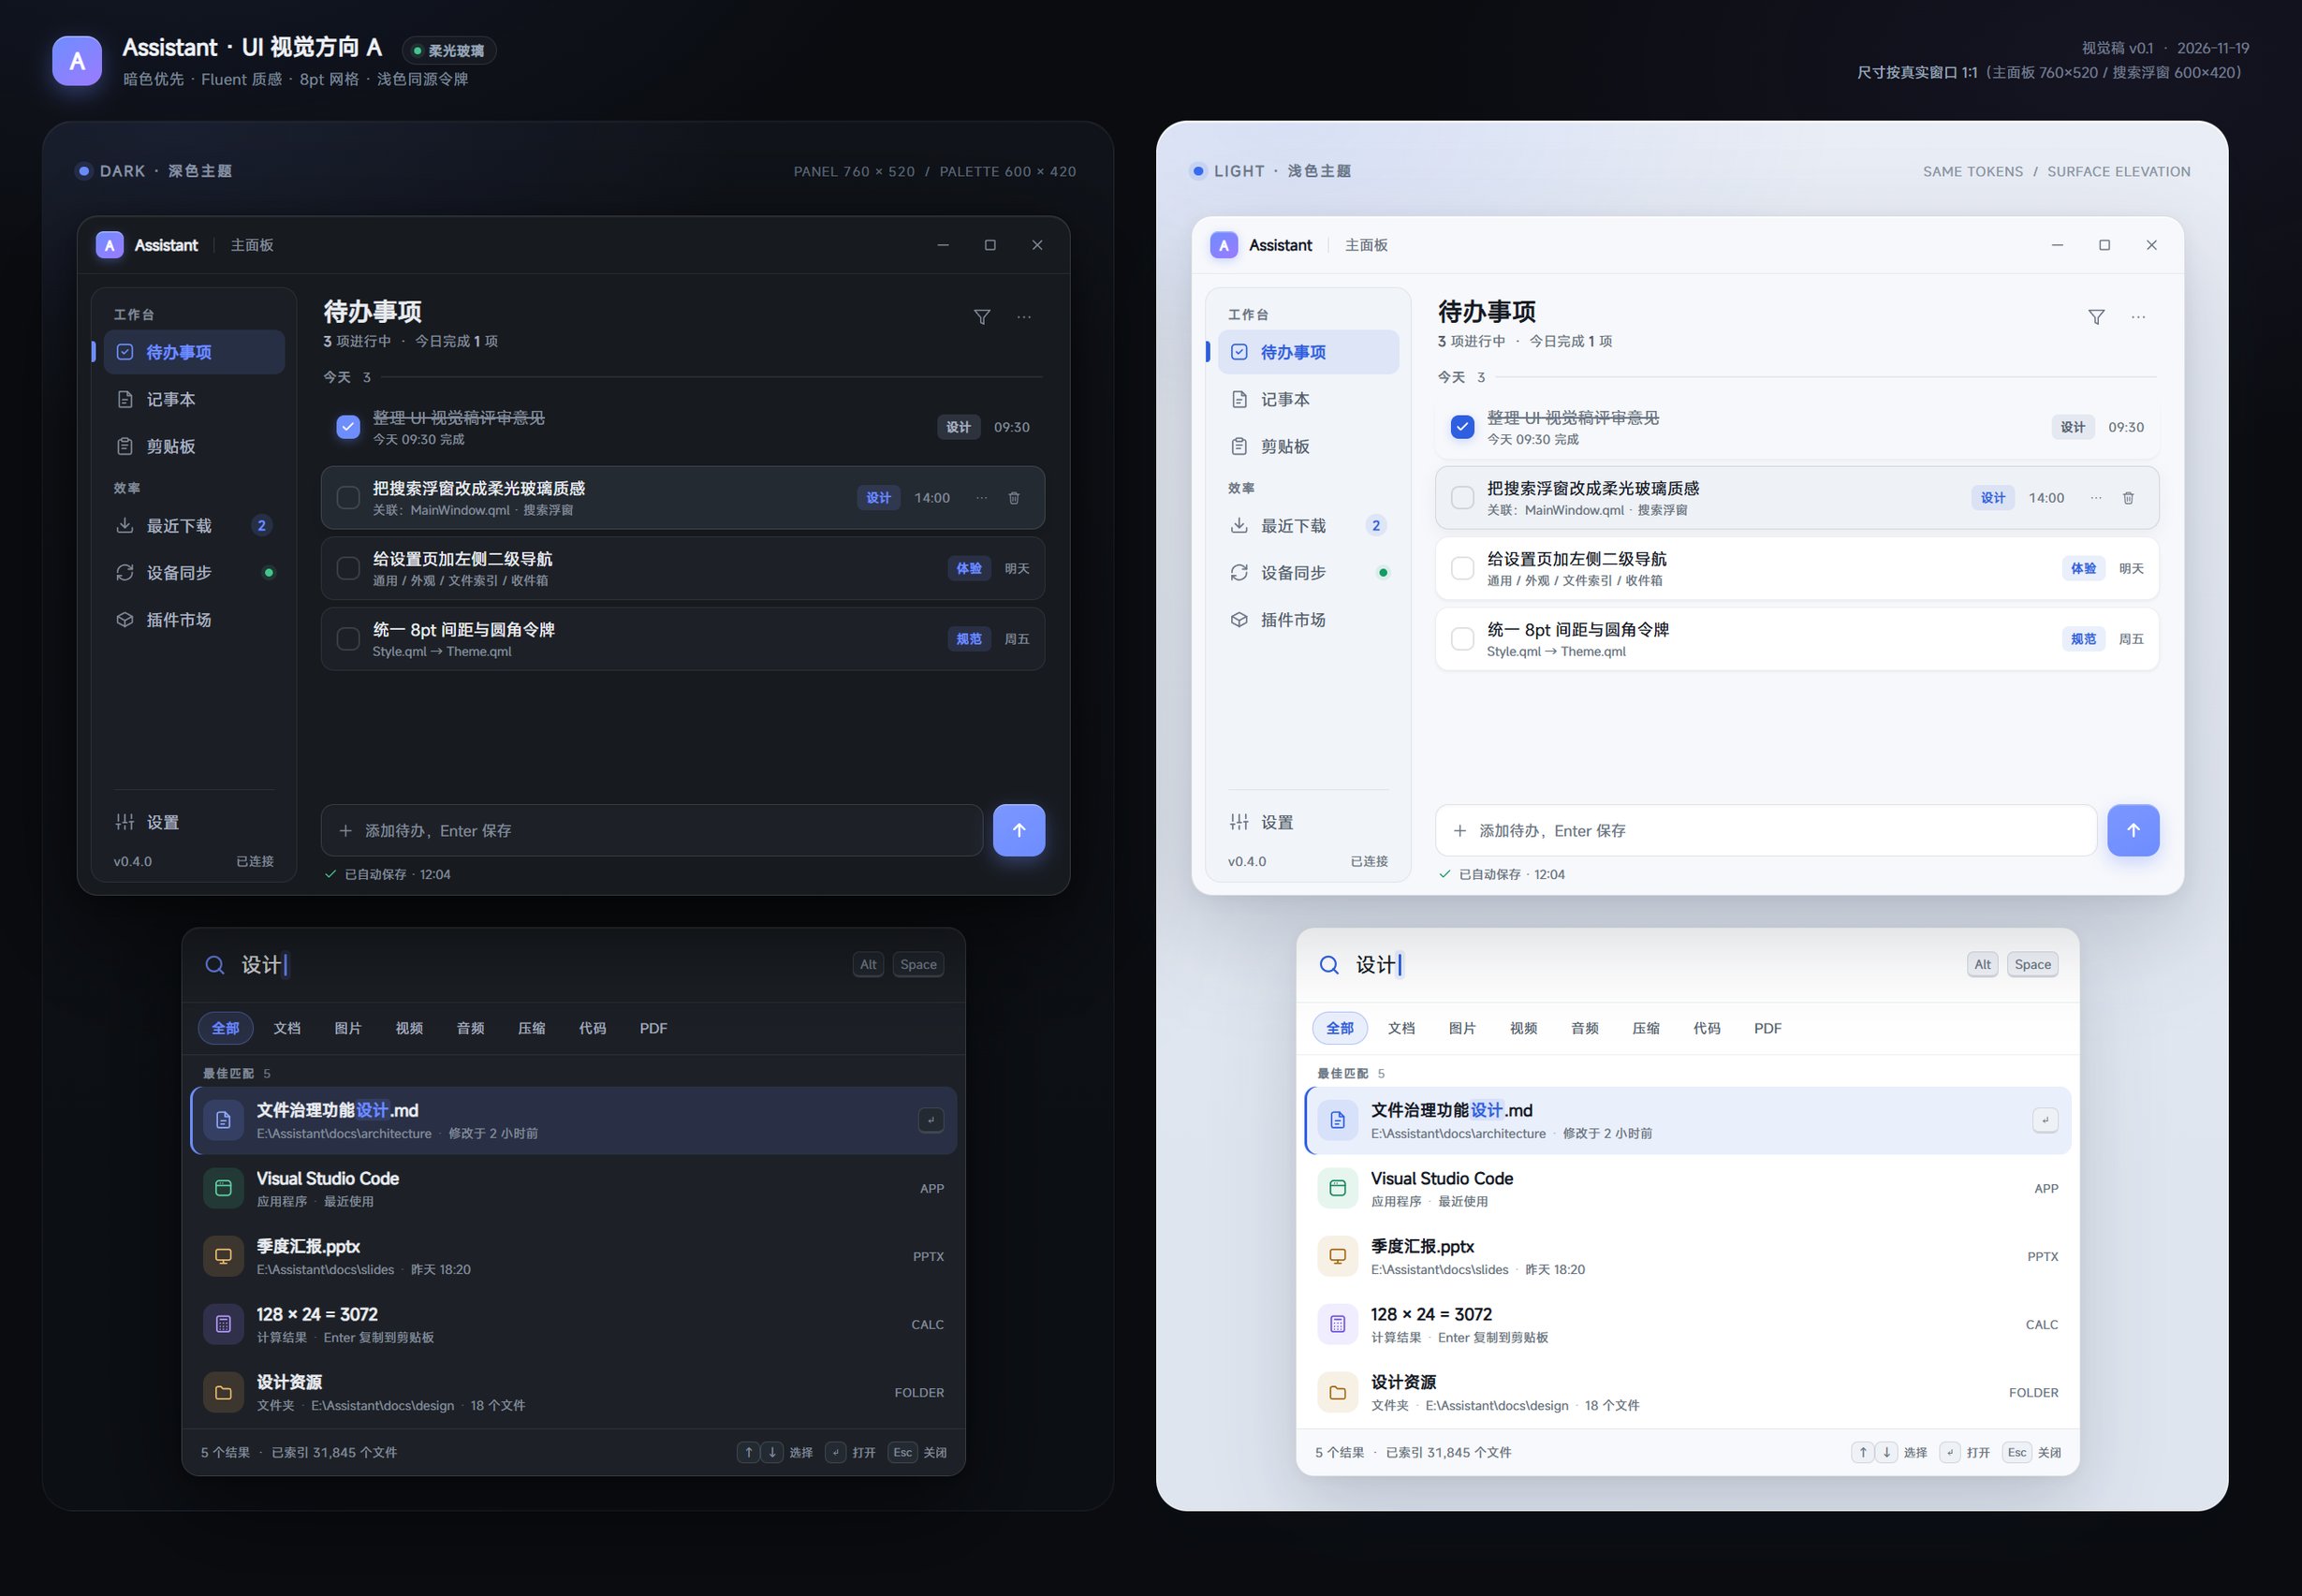 A Assistant · UI 视觉方向 A 柔光玻璃
暗色优先 · Fluent 质感 · 8pt 网格 · 浅色同源令牌
视觉稿 v0.1 · 2026-11-19
尺寸按真实窗口 1:1（主面板 760×520 / 搜索浮窗 600×420）
DARK · 深色主题 PANEL 760 × 520 / PALETTE 600 × 420
A Assistant 主面板
工作台
待办事项
记事本
剪贴板
效率
最近下载 2
设备同步
插件市场
设置
v0.4.0 已连接
待办事项
3 项进行中 · 今日完成 1 项
今天 3
整理 UI 视觉稿评审意见
今天 09:30 完成
设计 09:30
把搜索浮窗改成柔光玻璃质感
关联：MainWindow.qml · 搜索浮窗
设计 14:00 ···
给设置页加左侧二级导航
通用 / 外观 / 文件索引 / 收件箱
体验 明天
统一 8pt 间距与圆角令牌
Style.qml → Theme.qml
规范 周五
添加待办，Enter 保存
已自动保存 · 12:04
设计 Alt Space
全部 文档 图片 视频 音频 压缩 代码 PDF
最佳匹配 5
文件治理功能设计.md
E:\Assistant\docs\architecture · 修改于 2 小时前
Visual Studio Code
应用程序 · 最近使用
APP
季度汇报.pptx
E:\Assistant\docs\slides · 昨天 18:20
PPTX
128 × 24 = 3072
计算结果 · Enter 复制到剪贴板
CALC
设计资源
文件夹 · E:\Assistant\docs\design · 18 个文件
FOLDER
5 个结果 · 已索引 31,845 个文件 ↑ ↓ 选择 ↵ 打开 Esc 关闭
LIGHT · 浅色主题 SAME TOKENS / SURFACE ELEVATION
A Assistant 主面板
工作台
待办事项
记事本
剪贴板
效率
最近下载 2
设备同步
插件市场
设置
v0.4.0 已连接
待办事项
3 项进行中 · 今日完成 1 项
今天 3
整理 UI 视觉稿评审意见
今天 09:30 完成
设计 09:30
把搜索浮窗改成柔光玻璃质感
关联：MainWindow.qml · 搜索浮窗
设计 14:00 ···
给设置页加左侧二级导航
通用 / 外观 / 文件索引 / 收件箱
体验 明天
统一 8pt 间距与圆角令牌
Style.qml → Theme.qml
规范 周五
添加待办，Enter 保存
已自动保存 · 12:04
设计 Alt Space
全部 文档 图片 视频 音频 压缩 代码 PDF
最佳匹配 5
文件治理功能设计.md
E:\Assistant\docs\architecture · 修改于 2 小时前
Visual Studio Code
应用程序 · 最近使用
APP
季度汇报.pptx
E:\Assistant\docs\slides · 昨天 18:20
PPTX
128 × 24 = 3072
计算结果 · Enter 复制到剪贴板
CALC
设计资源
文件夹 · E:\Assistant\docs\design · 18 个文件
FOLDER
5 个结果 · 已索引 31,845 个文件 ↑ ↓ 选择 ↵ 打开 Esc 关闭